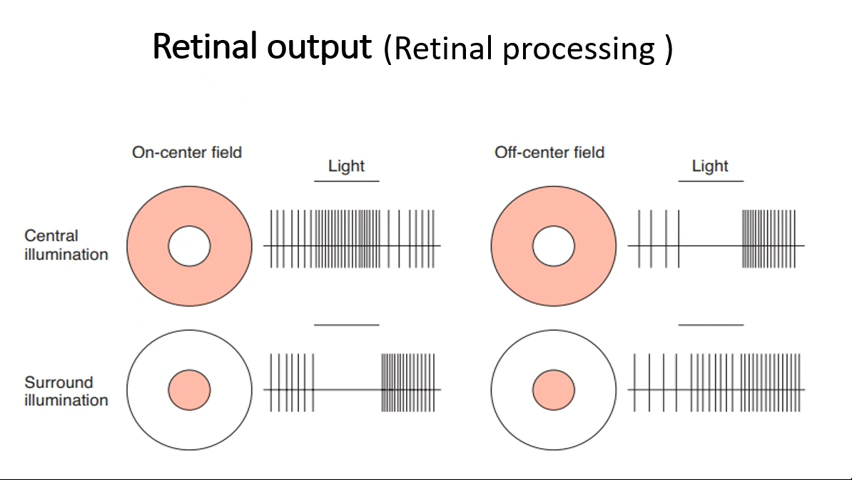 Retinal output (Retinal processing )
On-center field
Off-center field
Light
Light
Central
illumination
Surround
illumination